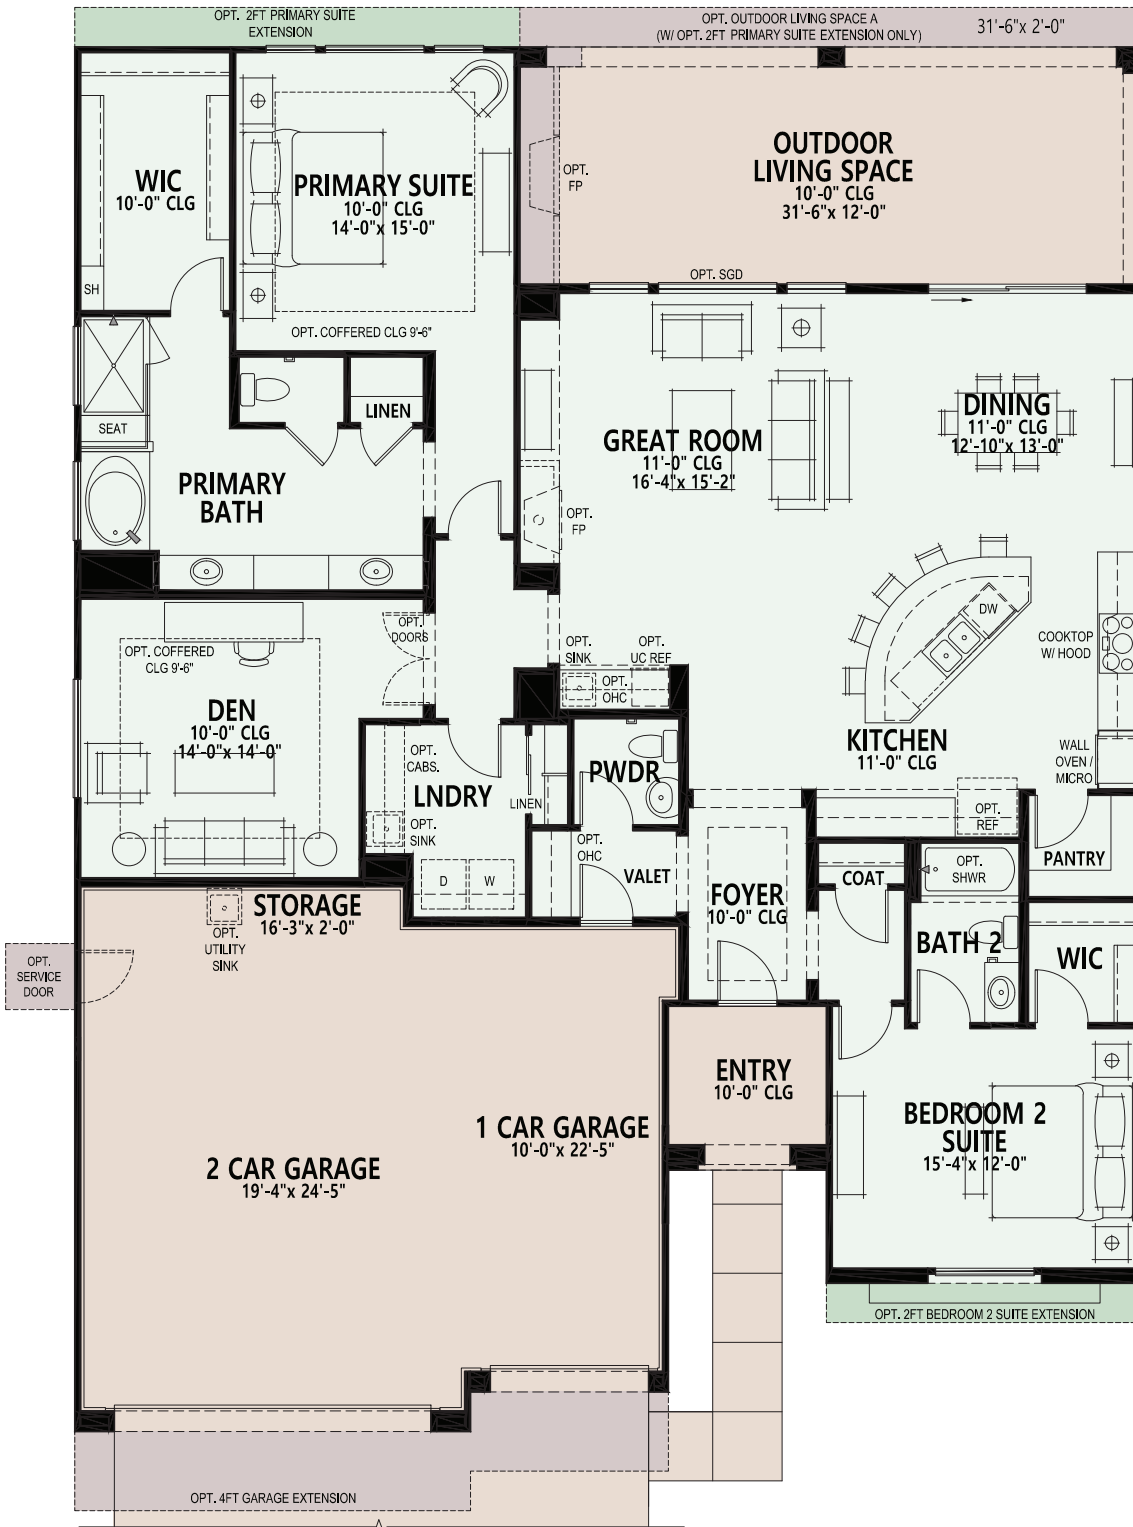 OPT. 2FT PRIMARY SUITE
EXTENSION
OPT. OUTDOOR LIVING SPACE A
(W/ OPT. 2FT PRIMARY SUITE EXTENSION ONLY)
31'-6"x 2'-0"
WIC
10'-0" CLG
SH
PRIMARY SUITE
10'-0" CLG
14'-0"x 15'-0"
OPT. COFFERED CLG 9'-6"
OPT.
FP
OUTDOOR
LIVING SPACE
10'-0" CLG
31'-6"x 12'-0"
OPT. SGD
SEAT
LINEN
PRIMARY
BATH
GREAT ROOM
11'-0" CLG
16'-4"x 15'-2"
OPT.
FP
DINING
11'-0" CLG
12'-10"x 13'-0"
DW
COOKTOP
W/ HOOD
OPT.
DOORS
OPT. COFFERED
CLG 9'-6"
DEN
10'-0" CLG
14'-0"x 14'-0"
OPT.
SINK
OPT.
UC REF
OPT.
OHC
KITCHEN
11'-0" CLG
WALL
OVEN /
MICRO
OPT.
REF
OPT.
CABS.
LNDRY
OPT.
SINK
LINEN
D
W
PWDR
OPT.
OHC
VALET
FOYER
10'-0" CLG
COAT
OPT.
SHWR
PANTRY
BATH 2
WIC
STORAGE
16'-3"x 2'-0"
OPT.
UTILITY
SINK
OPT.
SERVICE
DOOR
ENTRY
10'-0" CLG
BEDROOM 2
SUITE
15'-4"x 12'-0"
1 CAR GARAGE
10'-0"x 22'-5"
2 CAR GARAGE
19'-4"x 24'-5"
OPT. 2FT BEDROOM 2 SUITE EXTENSION
OPT. 4FT GARAGE EXTENSION